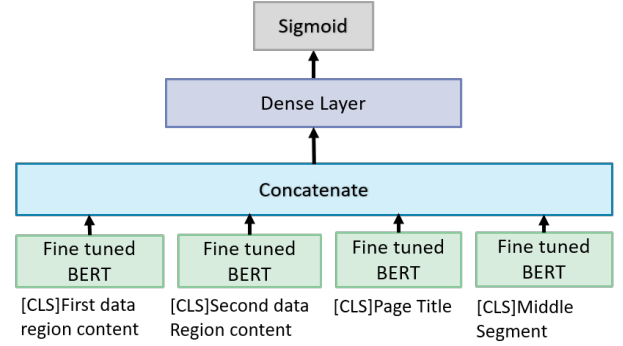 Sigmoid
Dense Layer
Concatenate
Fine tuned
BERT
Fine tuned
BERT
Fine tuned
BERT
Fine tuned
BERT
[CLS]First data
region content
[CLS]Second data
Region content
[CLS]Page Title
[CLS]Middle
Segment